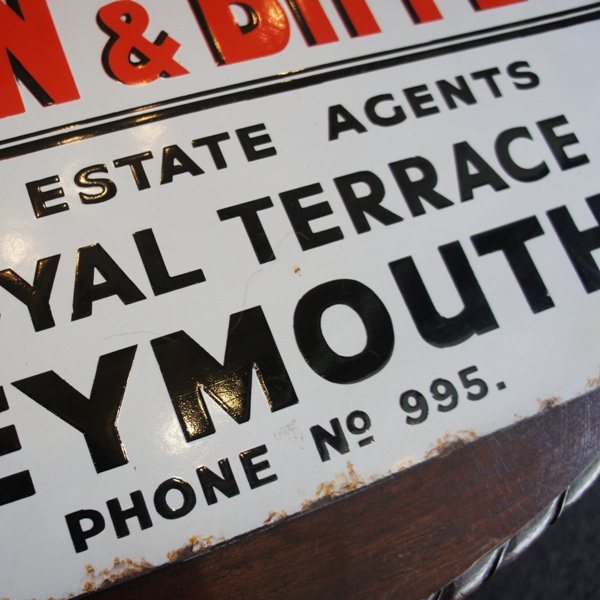 N &
ESTATE AGENTS
YAL TERRACE
EYMOUTH
PHONE Nº 995.